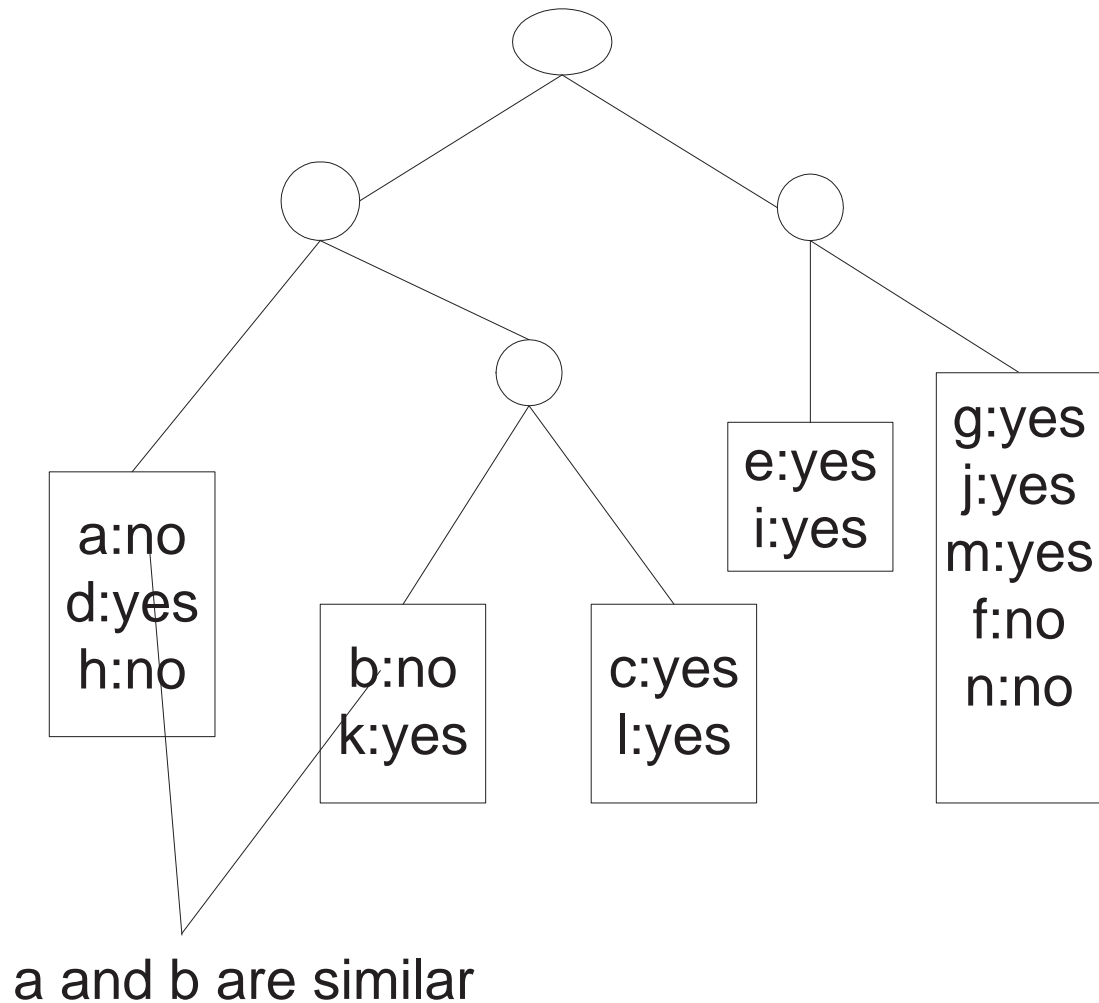 a:no
d:yes
h:no
b:no
k:yes
c:yes
l:yes
e:yes
i:yes
g:yes
j:yes
m:yes
f:no
n:no
a and b are similar